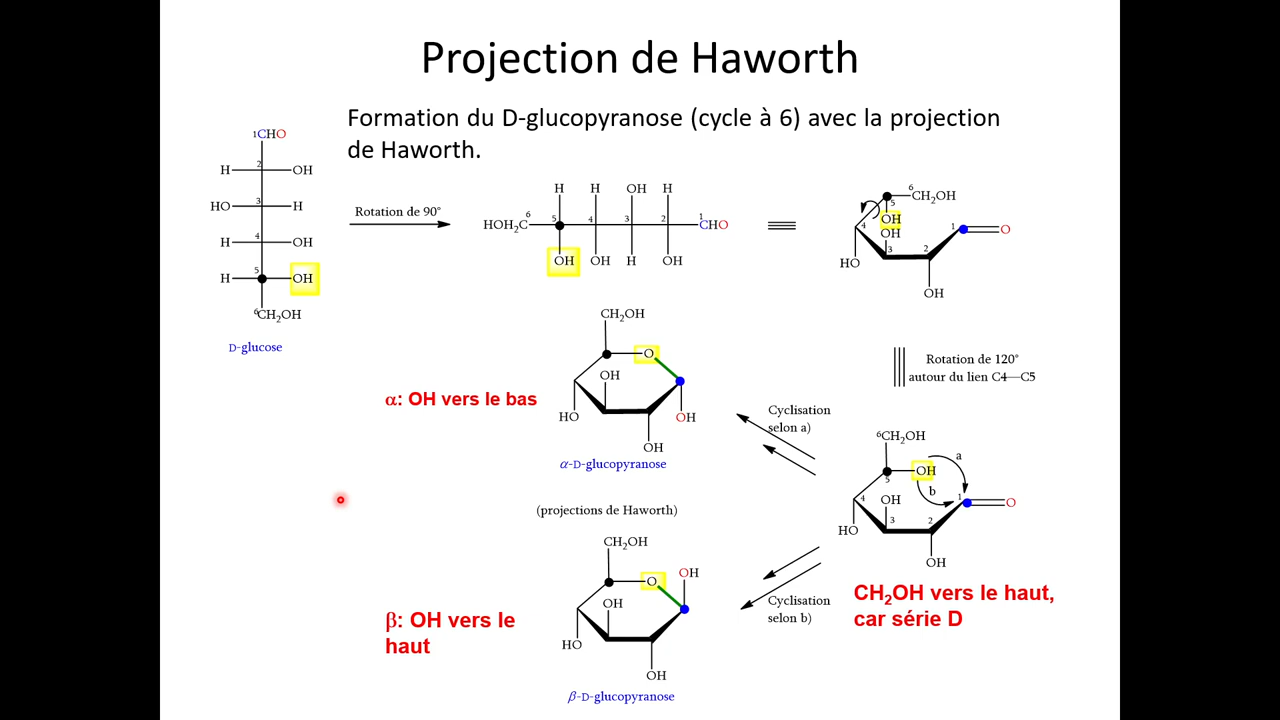 Projection de Haworth
Formation du D-glucopyranose (cycle à 6) avec la projection
de Haworth.
1CHO
2
H OH
3
HO H
4
H OH
5
H OH
6CH2OH
D-glucose
Rotation de 90°
H H OH H
6 5 4 3 2 1
HOH2C CHO
OH OH H OH
6
CH2OH
5
OH
OH
4 1 O
3 2
HO
OH
Rotation de 120°
autour du lien C4—C5
6CH2OH
a
OH
5
b
4 OH 1 O
3 2
HO
OH
CH2OH vers le haut,
car série D
Cyclisation
selon a)
CH2OH
O
OH
HO OH
OH
α-D-glucopyranose
α: OH vers le bas
(projections de Haworth)
Cyclisation
selon b)
CH2OH
OH
O
OH
HO
OH
β-D-glucopyranose
β: OH vers le
haut